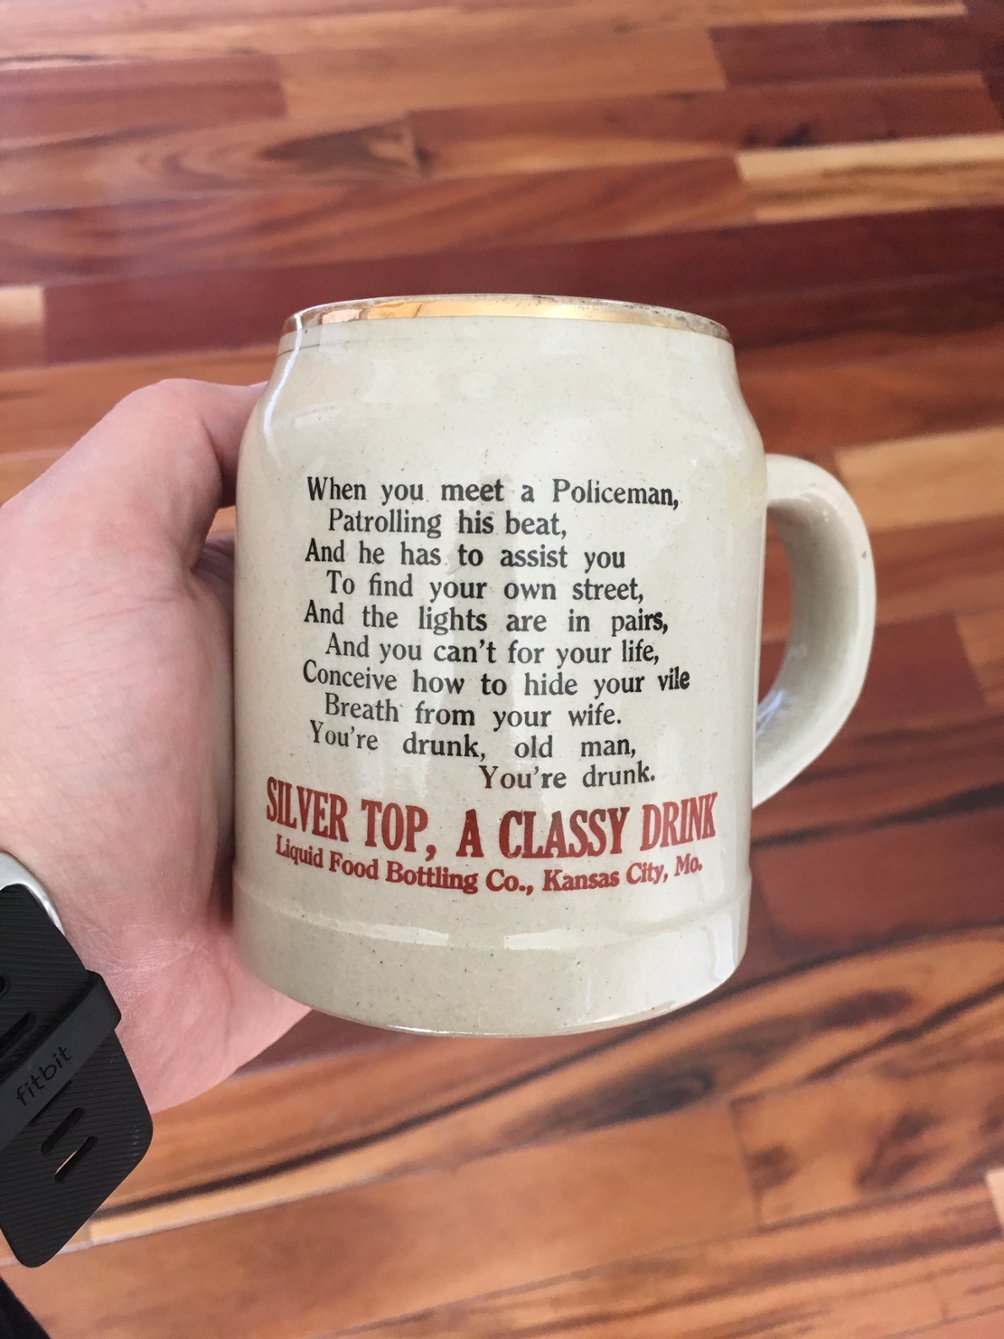 When you meet a Policeman,
Patrolling his beat,
And he has to assist you
To find your own street,
And the lights are in pairs,
And you can't for your life,
Conceive how to hide your vile
Breath from your wife.
You're drunk, old man,
You're drunk.
SILVER TOP, A CLASSY DRINK
Liquid Food Bottling Co., Kansas City, Mo.
fitbit